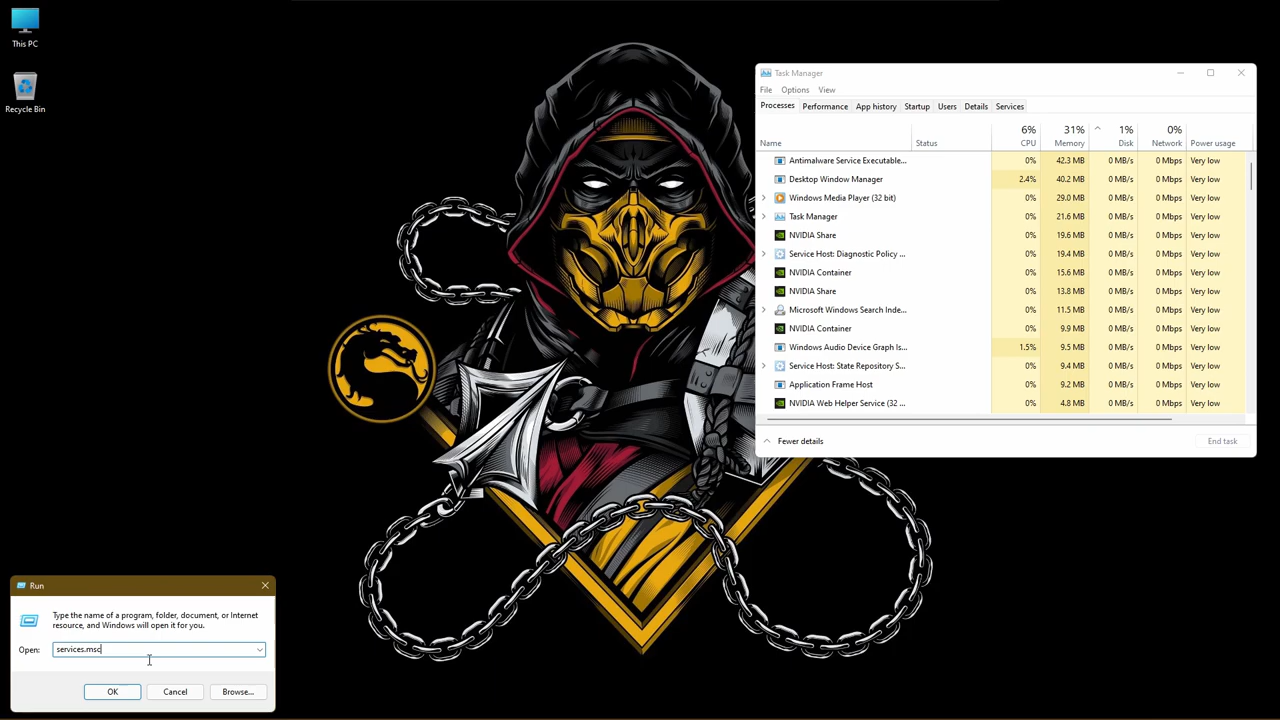 This PC
Recycle Bin
Task Manager
File Options View
Processes Performance App history Startup Users Details Services
6% 31% 1% 0%
Name Status CPU Memory Disk Network Power usage
Antimalware Service Executable... 0% 42.3 MB 0 MB/s 0 Mbps Very low
Desktop Window Manager 2.4% 40.2 MB 0 MB/s 0 Mbps Very low
Windows Media Player (32 bit) 0% 29.0 MB 0 MB/s 0 Mbps Very low
Task Manager 0% 21.6 MB 0 MB/s 0 Mbps Very low
NVIDIA Share 0% 19.6 MB 0 MB/s 0 Mbps Very low
Service Host: Diagnostic Policy ... 0% 19.4 MB 0 MB/s 0 Mbps Very low
NVIDIA Container 0% 15.6 MB 0 MB/s 0 Mbps Very low
NVIDIA Share 0% 13.8 MB 0 MB/s 0 Mbps Very low
Microsoft Windows Search Inde... 0% 11.5 MB 0 MB/s 0 Mbps Very low
NVIDIA Container 0% 9.9 MB 0 MB/s 0 Mbps Very low
Windows Audio Device Graph Is... 1.5% 9.5 MB 0 MB/s 0 Mbps Very low
Service Host: State Repository S... 0% 9.4 MB 0 MB/s 0 Mbps Very low
Application Frame Host 0% 9.2 MB 0 MB/s 0 Mbps Very low
NVIDIA Web Helper Service (32 ... 0% 4.8 MB 0 MB/s 0 Mbps Very low
Fewer details End task
Run
Type the name of a program, folder, document, or Internet
resource, and Windows will open it for you.
Open: services.msc
OK Cancel Browse...